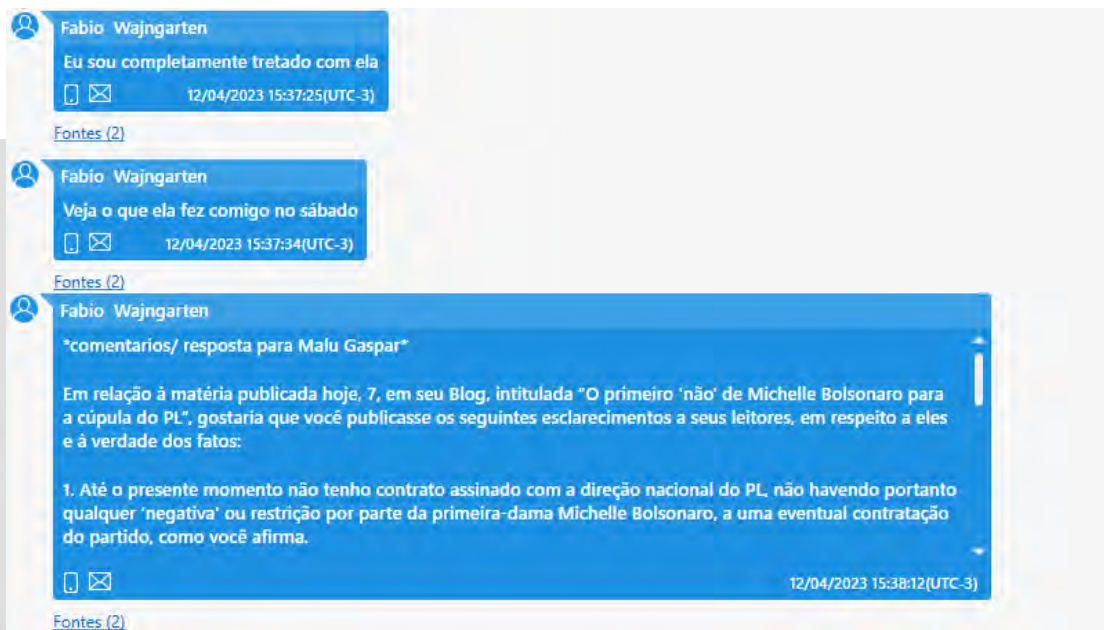 Fabio Wajngarten
Eu sou completamente tretado com ela
12/04/2023 15:37:25(UTC-3)
Fontes (2)
Fabio Wajngarten
Veja o que ela fez comigo no sábado
12/04/2023 15:37:34(UTC-3)
Fontes (2)
Fabio Wajngarten
*comentarios/ resposta para Malu Gaspar*
Em relação à matéria publicada hoje, 7, em seu Blog, intitulada "O primeiro 'não' de Michelle Bolsonaro para
a cúpula do PL", gostaria que você publicasse os seguintes esclarecimentos a seus leitores, em respeito a eles
e à verdade dos fatos:
1. Até o presente momento não tenho contrato assinado com a direção nacional do PL, não havendo portanto
qualquer 'negativa' ou restrição por parte da primeira-dama Michelle Bolsonaro, a uma eventual contratação
do partido, como você afirma.
12/04/2023 15:38:12(UTC-3)
Fontes (2)